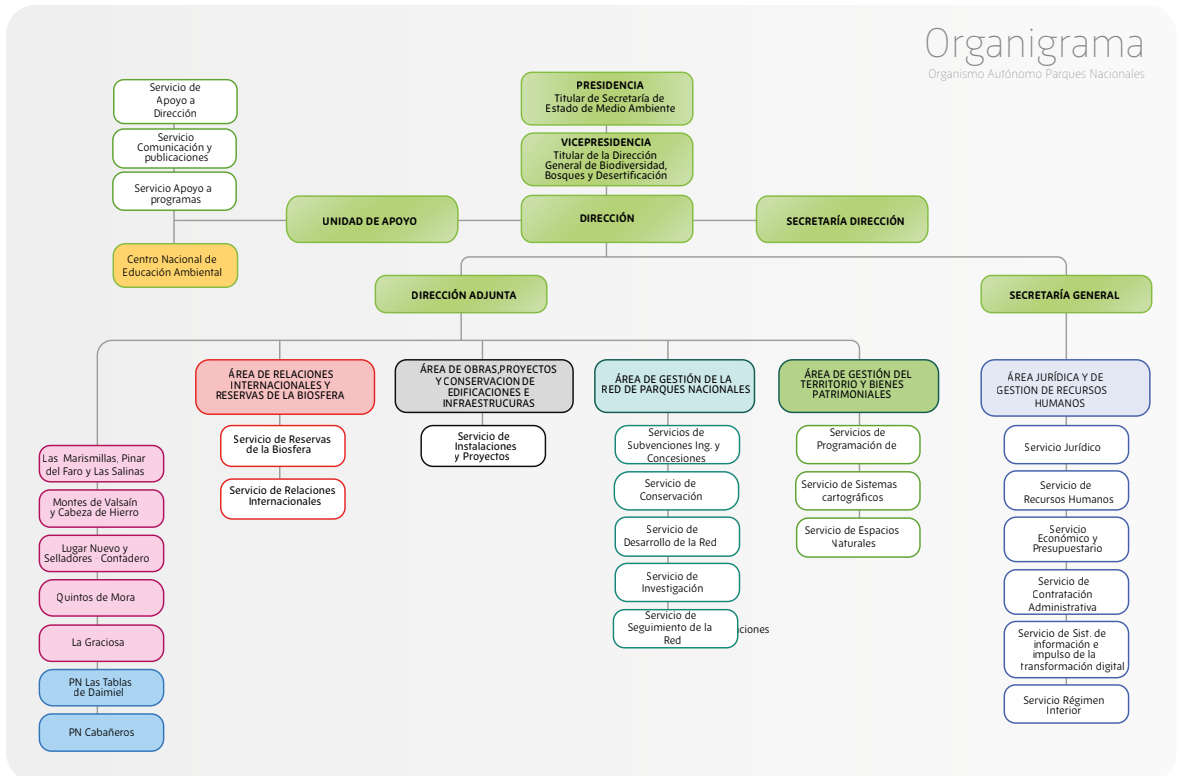 Organigrama
Organismo Autónomo Parques Nacionales
Servicio de
Apoyo a
Dirección
Servicio
Comunicación y
publicaciones
Servicio Apoyo a
programas
Centro Nacional de
Educación Ambiental
PRESIDENCIA
Titular de Secretaría de
Estado de Medio Ambiente
VICEPRESIDENCIA
Titular de la Dirección
General de Biodiversidad,
Bosques y Desertificación
UNIDAD DE APOYO
DIRECCIÓN
SECRETARÍA DIRECCIÓN
DIRECCIÓN ADJUNTA
SECRETARÍA GENERAL
Las Marismillas, Pinar
del Faro y Las Salinas
Montes de Valsaín
y Cabeza de Hierro
Lugar Nuevo y
Selladores Contadero
Quintos de Mora
La Graciosa
PN Las Tablas
de Daimiel
PN Cabañeros
ÁREA DE RELACIONES
INTERNACIONALES Y
RESERVAS DE LA BIOSFERA
Servicio de Reservas
de la Biosfera
Servicio de Relaciones
Internacionales
ÁREA DE OBRAS,PROYECTOS
Y CONSERVACION DE
EDIFICACIONES E
INFRAESTRUCURAS
Servicio de
Instalaciones
y Proyectos
ÁREA DE GESTIÓN DE LA
RED DE PARQUES NACIONALES
Servicios de
Subvenciones Ing. y
Concesiones
Servicio de
Conservación
Servicio de
Desarrollo de la Red
Servicio de
Investigación
Servicio de
Seguimiento de la
Red
iciones
ÁREA DE GESTIÓN DEL
TERRITORIO Y BIENES
PATRIMONIALES
Servicios de
Programación de
Servicio de Sistemas
cartográficos
Servicio de Espacios
Naturales
ÁREA JURÍDICA Y DE
GESTION DE RECURSOS
HUMANOS
Servicio Jurídico
Servicio de
Recursos Humanos
Servicio
Económico y
Presupuestario
Servicio de
Contratación
Administrativa
Servicio de Sist. de
información e
impulso de la
transformación digital
Servicio Régimen
Interior